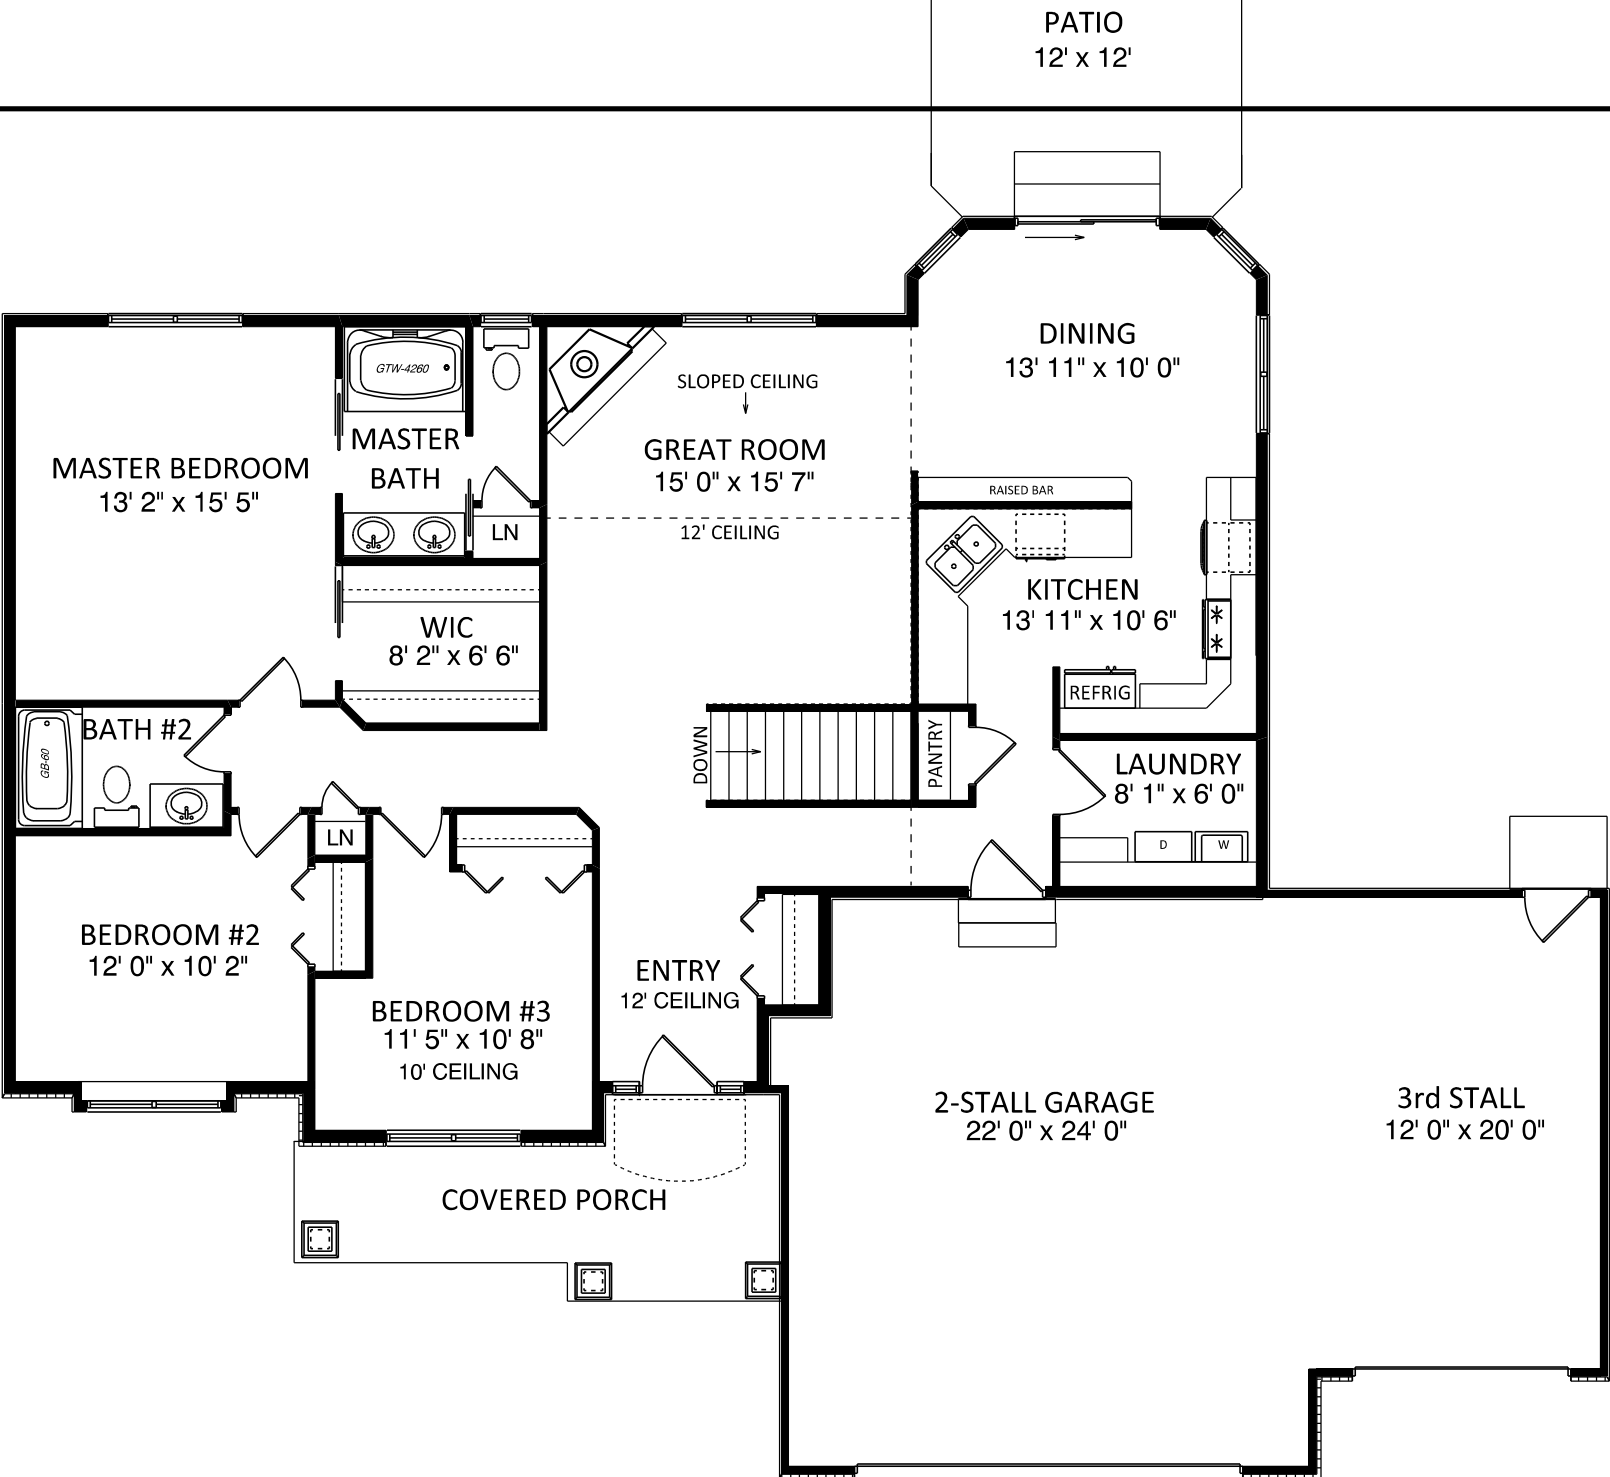 PATIO
12' x 12'
DINING
13' 11" x 10' 0"
GTW-4260
SLOPED CEILING
MASTER
BATH
GREAT ROOM
15' 0" x 15' 7"
MASTER BEDROOM
13' 2" x 15' 5"
RAISED BAR
LN
12' CEILING
KITCHEN
13' 11" x 10' 6"
WIC
8' 2" x 6' 6"
REFRIG
BATH #2
GB-60
DOWN
PANTRY
LAUNDRY
8' 1" x 6' 0"
LN
D
W
BEDROOM #2
12' 0" x 10' 2"
ENTRY
12' CEILING
BEDROOM #3
11' 5" x 10' 8"
10' CEILING
2-STALL GARAGE
22' 0" x 24' 0"
3rd STALL
12' 0" x 20' 0"
COVERED PORCH